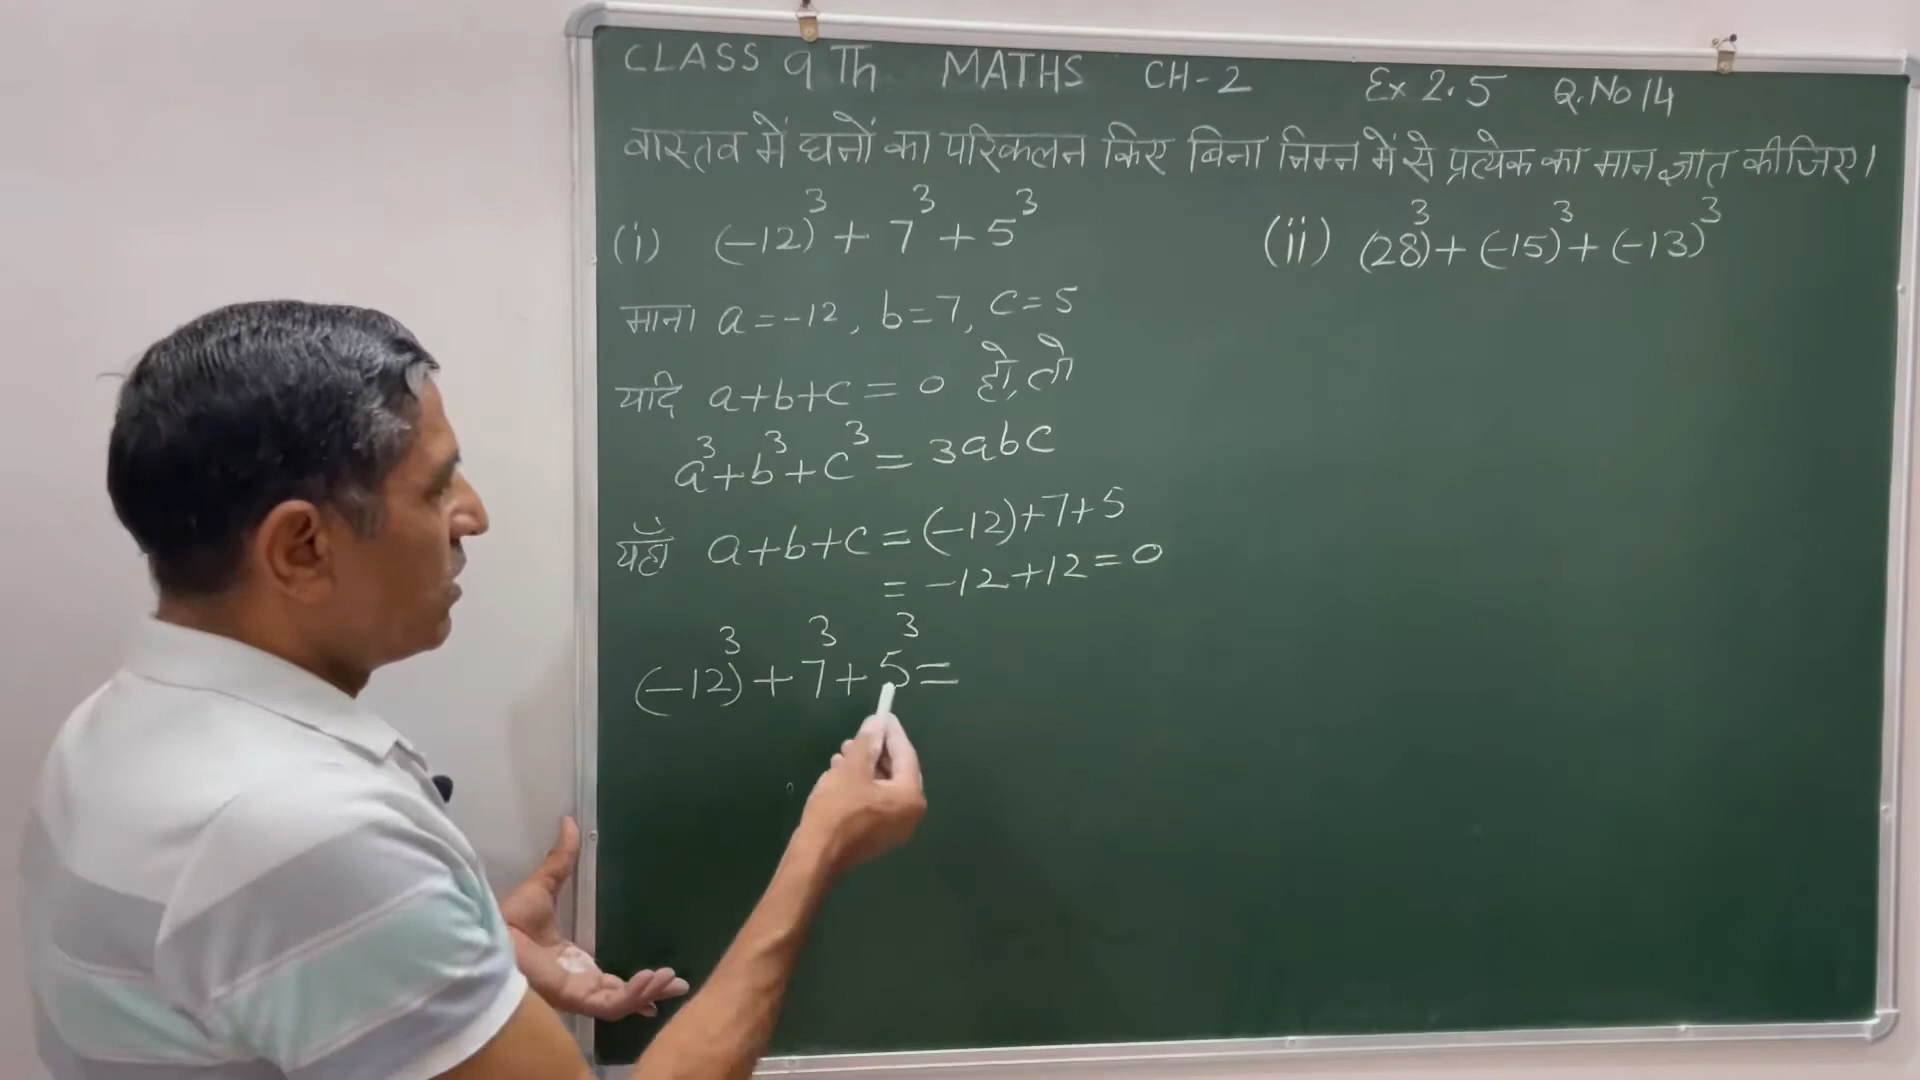 CLASS 9Th MATHS CH-2 Ex 2.5 Q.No 14
वास्तव में घनों का परिकलन किए बिना निम्न में से प्रत्येक का मान ज्ञात कीजिए।
(i) (-12)³ + 7³ + 5³
(ii) (28)³ + (-15)³ + (-13)³
माना a = -12, b = 7, c = 5
यदि a+b+c = 0 हो, तो
a³+b³+c³ = 3abc
यहाँ a+b+c = (-12)+7+5
= -12+12 = 0
(-12)³ + 7³ + 5³ =